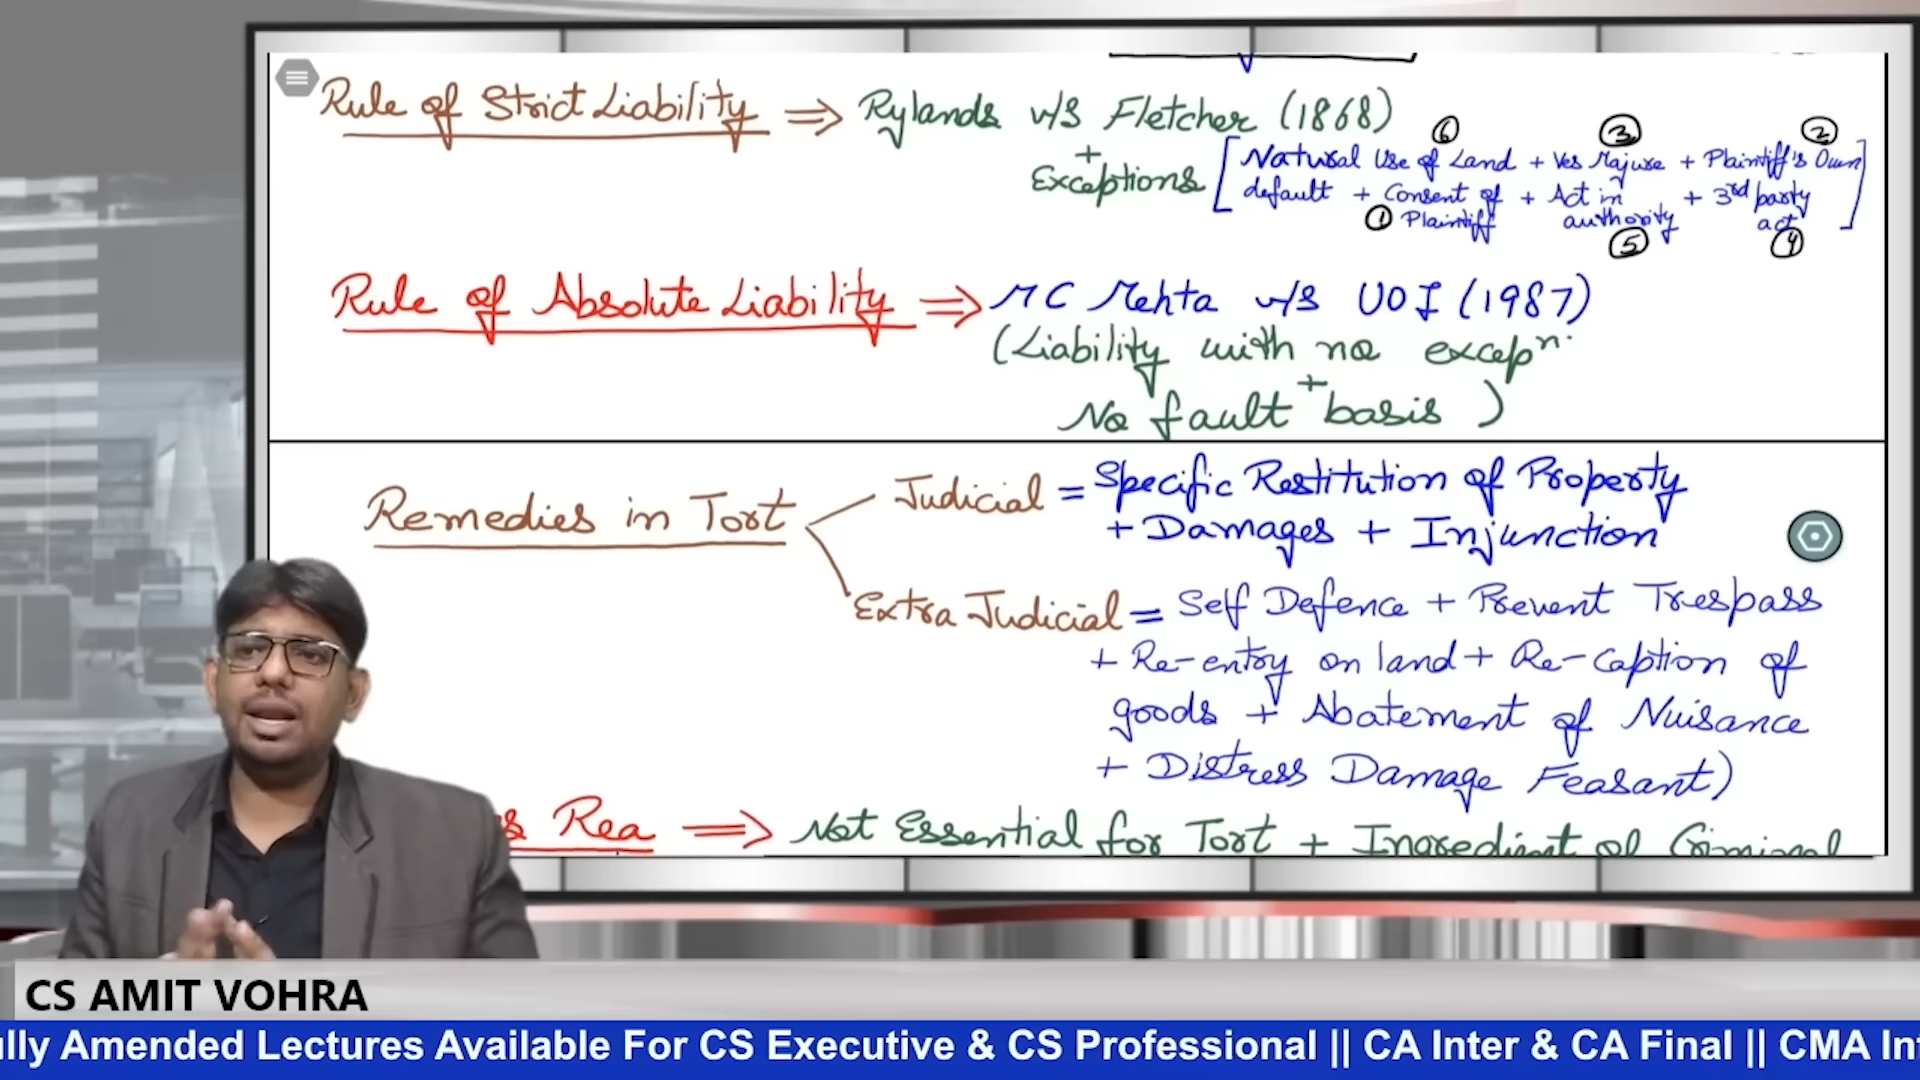 Rule of Strict Liability ⇒ Rylands v/s Fletcher (1868)
+
Exceptions
⑥ ③ ②
[Natural Use of Land + Ves Majure + Plaintiff's Own
default + Consent of + Act in + 3rd party
① Plaintiff authority act]
⑤ ④
Rule of Absolute Liability ⇒ MC Mehta v/s UOI (1987)
(Liability with no excepn.
+
No fault basis)
Remedies in Tort
Judicial = Specific Restitution of Property
+ Damages + Injunction
Extra Judicial = Self Defence + Prevent Trespass
+ Re-entry on land + Re-Caption of
goods + Abatement of Nuisance
+ Distress Damage Feasant)
s Rea ⇒ Not Essential for Tort + Ingredient of Criminal
CS AMIT VOHRA
lly Amended Lectures Available For CS Executive & CS Professional || CA Inter & CA Final || CMA Int